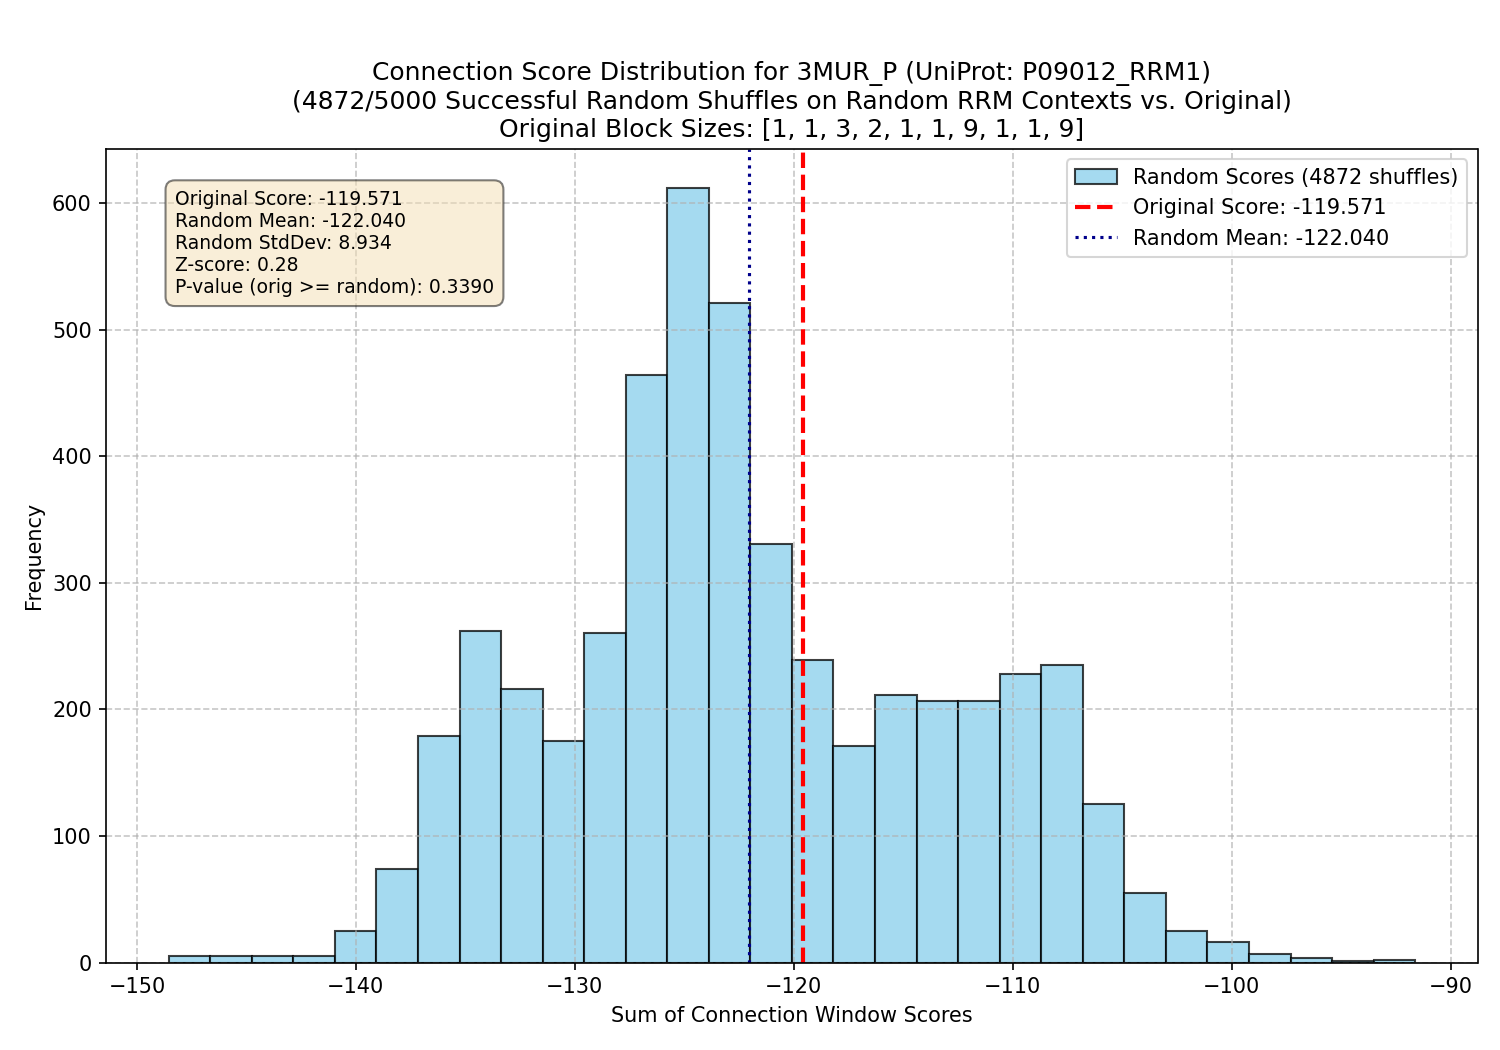 Connection Score Distribution for 3MUR_P (UniProt: P09012_RRM1)
(4872/5000 Successful Random Shuffles on Random RRM Contexts vs. Original)
Original Block Sizes: [1, 1, 3, 2, 1, 1, 9, 1, 1, 9]
Original Score: -119.571
Random Mean: -122.040
Random StdDev: 8.934
Z-score: 0.28
P-value (orig >= random): 0.3390
Random Scores (4872 shuffles)
Original Score: -119.571
Random Mean: -122.040
Frequency
600
500
400
300
200
100
0
−150 −140 −130 −120 −110 −100 −90
Sum of Connection Window Scores